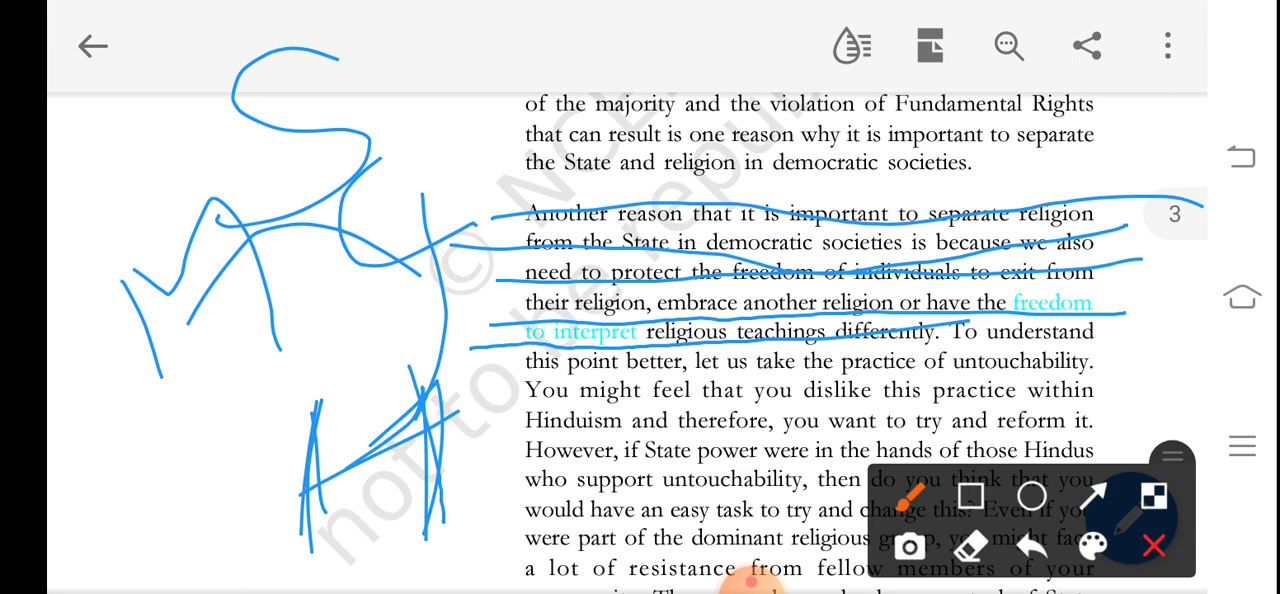 of the majority and the violation of Fundamental Rights
that can result is one reason why it is important to separate
the State and religion in democratic societies.
Another reason that it is important to separate religion
from the State in democratic societies is because we also
need to protect the freedom of individuals to exit from
their religion, embrace another religion or have the freedom
to interpret religious teachings differently. To understand
this point better, let us take the practice of untouchability.
You might feel that you dislike this practice within
Hinduism and therefore, you want to try and reform it.
However, if State power were in the hands of those Hindus
who support untouchability, then do you think that you
would have an easy task to try and change this? Even if you
were part of the dominant religious group, you might face
a lot of resistance from fellow members of your
3
© NCE
not to be republ